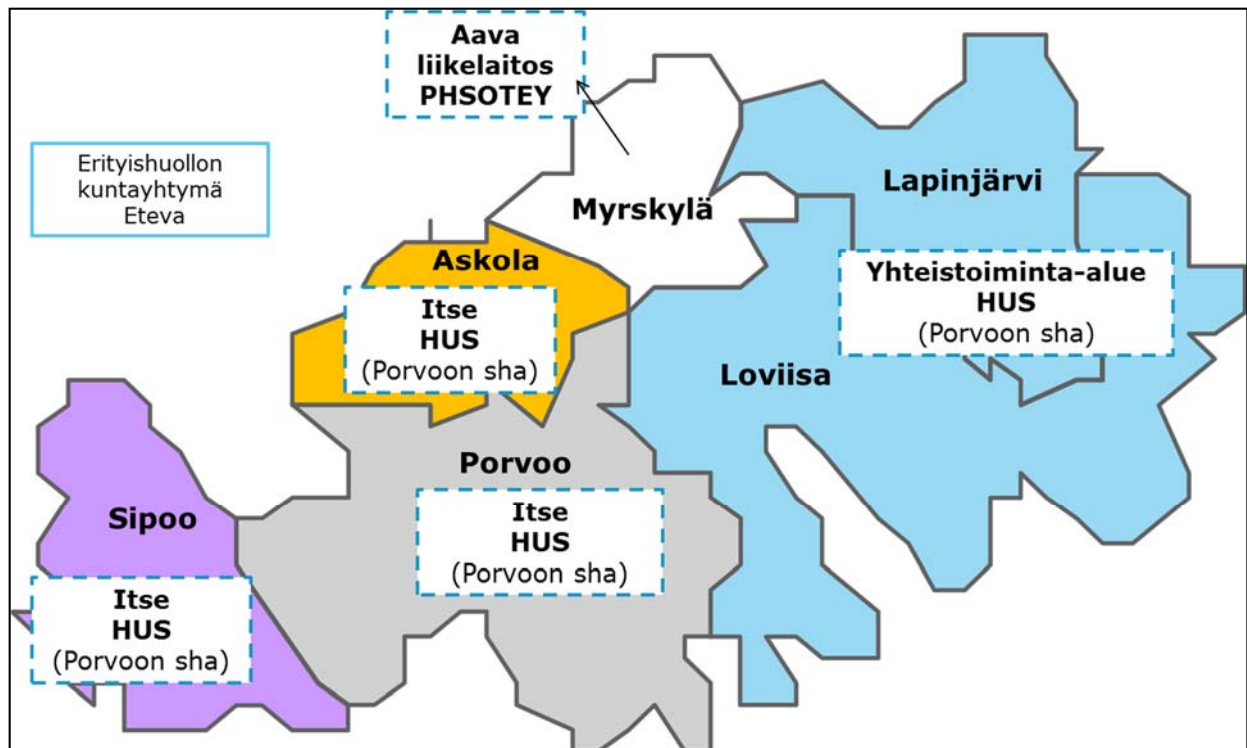 Aava
liikelaitos
PHSOTEY
Erityishuollon
kuntayhtymä
Eteva
Lapinjärvi
Myrskylä
Askola
Yhteistoiminta-alue
HUS
(Porvoon sha)
Itse
HUS
(Porvoon sha)
Loviisa
Porvoo
Itse
HUS
(Porvoon sha)
Sipoo
Itse
HUS
(Porvoon sha)